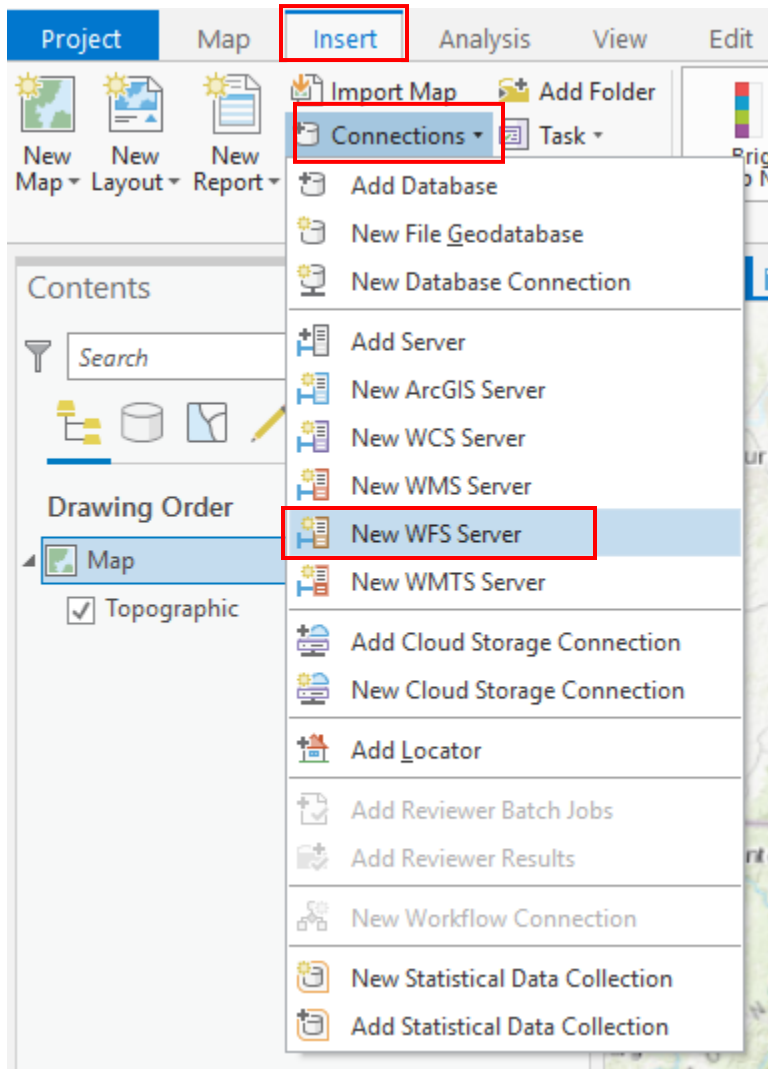 Project Map Insert Analysis View Edit
Import Map Add Folder
Connections Task
New Map New Layout New Report
Add Database
New File Geodatabase
New Database Connection
Contents
Search
Add Server
New ArcGIS Server
New WCS Server
New WMS Server
New WFS Server
New WMTS Server
Drawing Order
Map
Topographic
Add Cloud Storage Connection
New Cloud Storage Connection
Add Locator
Add Reviewer Batch Jobs
Add Reviewer Results
New Workflow Connection
New Statistical Data Collection
Add Statistical Data Collection